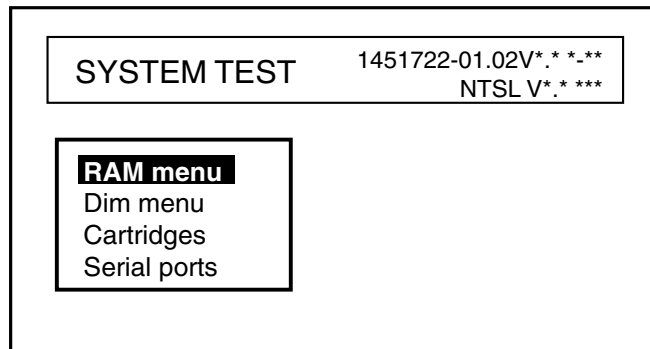 SYSTEM TEST
1451722-01.02V*.* *-**
NTSL V*.* ***
RAM menu
Dim menu
Cartridges
Serial ports